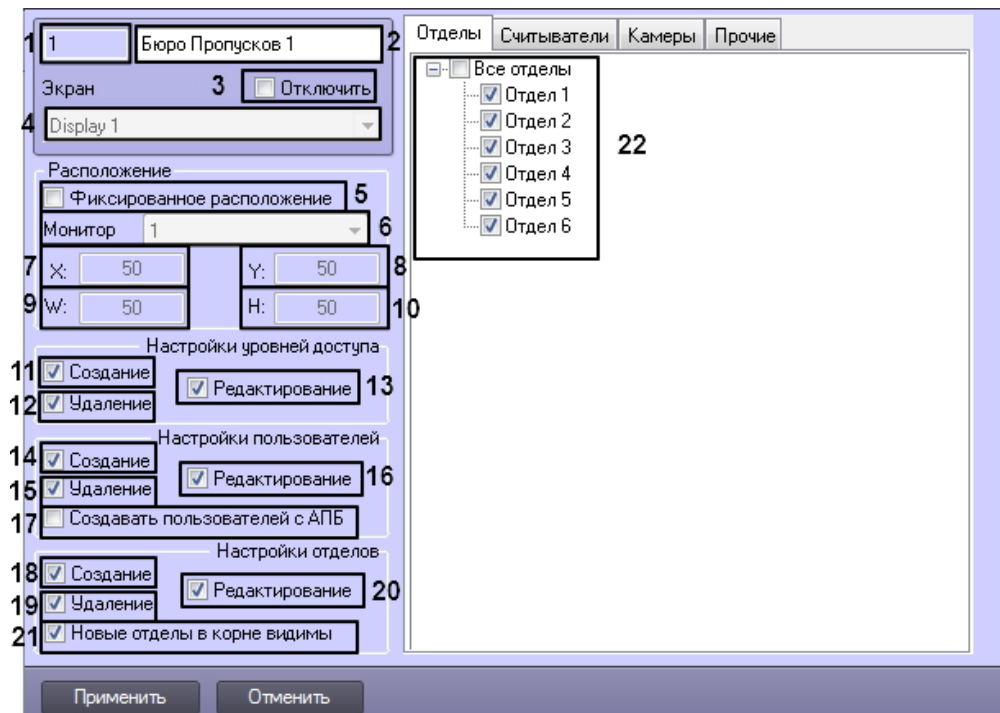 1 1 Бюро Пропусков 1 2
Экран 3 Отключить
4 Display 1
Расположение
Фиксированное расположение 5
Монитор 1 6
7 X: 50 Y: 50 8
9 W: 50 H: 50 10
Настройки уровней доступа
11 Создание
Редактирование 13
12 Удаление
Настройки пользователей
14 Создание
Редактирование 16
15 Удаление
17 Создавать пользователей с АПБ
Настройки отделов
18 Создание
Редактирование 20
19 Удаление
21 Новые отделы в корне видимы
Отделы Считыватели Камеры Прочие
Все отделы
Отдел 1
Отдел 2
Отдел 3 22
Отдел 4
Отдел 5
Отдел 6
Применить Отменить